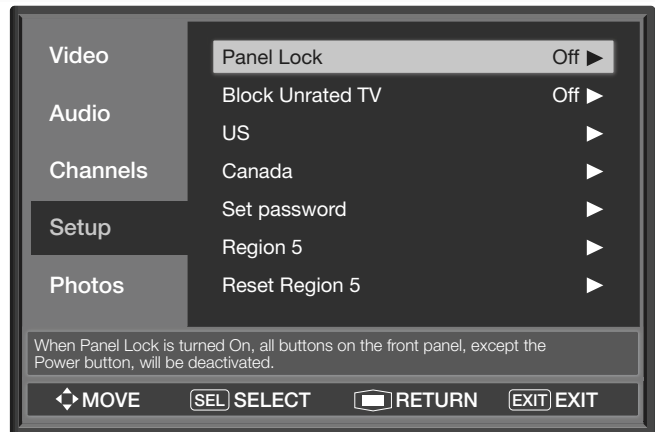 Video
Audio
Channels
Setup
Photos
Panel Lock Off
Block Unrated TV Off
US
Canada
Set password
Region 5
Reset Region 5
When Panel Lock is turned On, all buttons on the front panel, except the
Power button, will be deactivated.
MOVE SEL SELECT RETURN EXIT EXIT